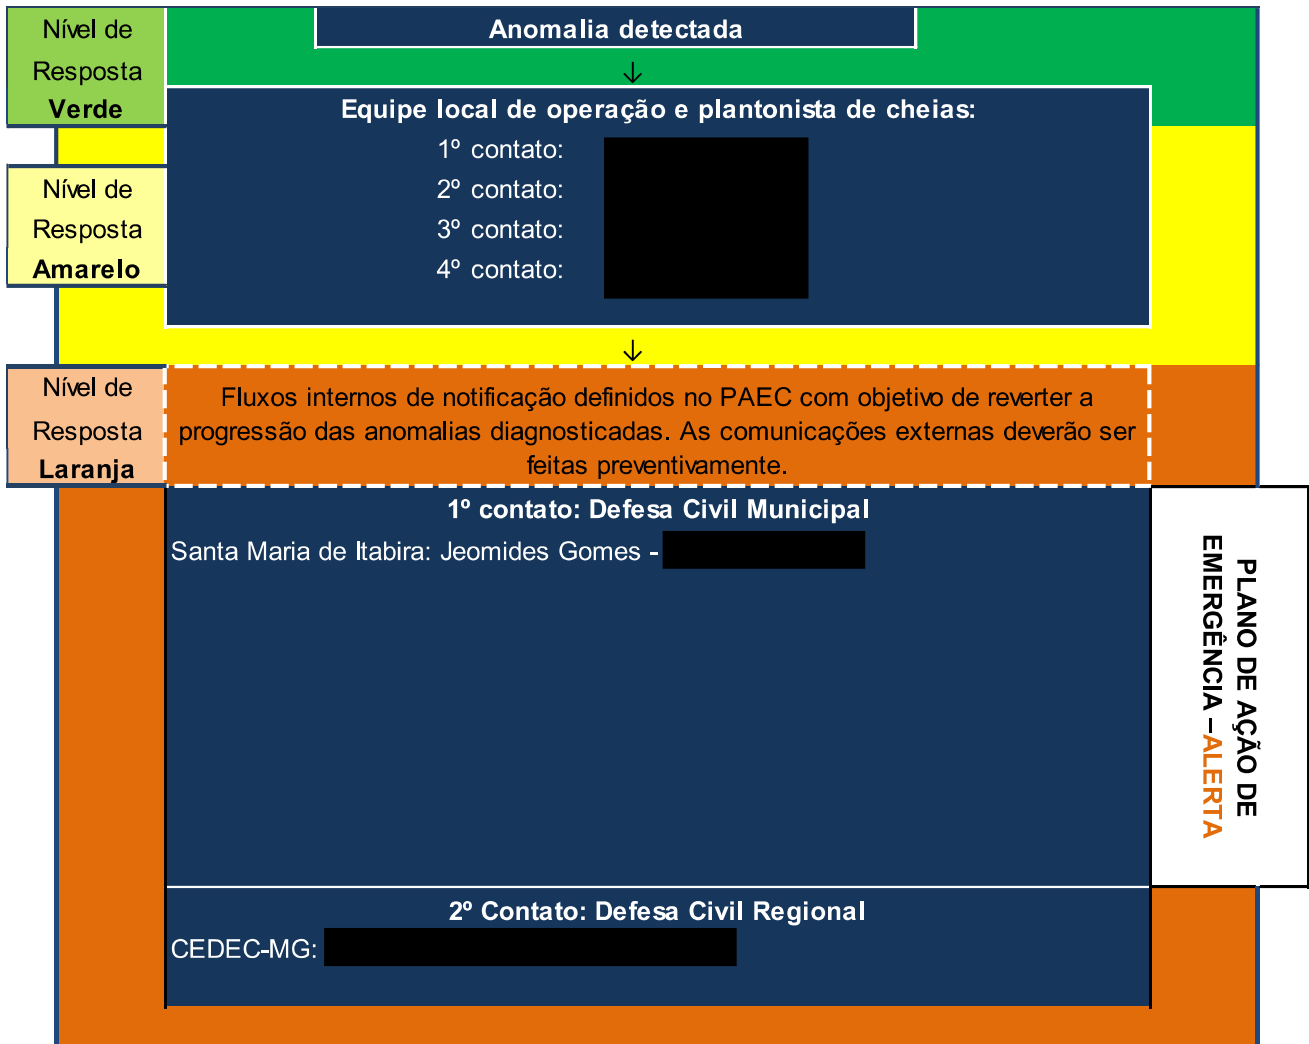 Anomalia detectada
↓
Nível de
Resposta
Verde
Equipe local de operação e plantonista de cheias:
1º contato:
2º contato:
3º contato:
4º contato:
Nível de
Resposta
Amarelo
↓
Nível de
Resposta
Laranja
Fluxos internos de notificação definidos no PAEC com objetivo de reverter a
progressão das anomalias diagnosticadas. As comunicações externas deverão ser
feitas preventivamente.
1º contato: Defesa Civil Municipal
Santa Maria de Itabira: Jeomides Gomes -
PLANO DE AÇÃO DE
EMERGÊNCIA –ALERTA
2º Contato: Defesa Civil Regional
CEDEC-MG: